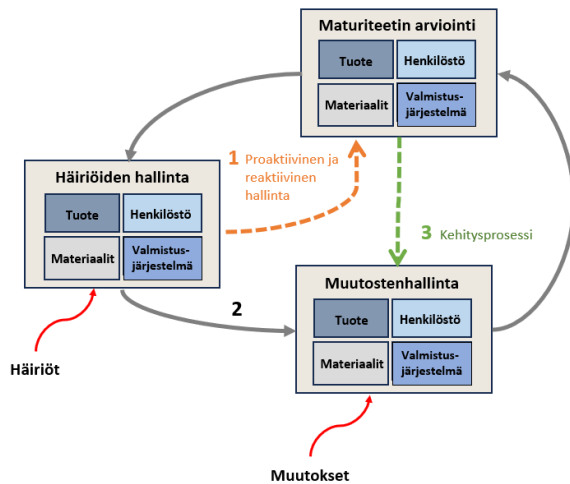 Maturiteetin arviointi
Tuote
Henkilöstö
Materiaalit
Valmistus-
järjestelmä
1 Proaktiivinen ja
reaktiivinen
hallinta
Häiriöiden hallinta
Tuote
Henkilöstö
Materiaalit
Valmistus-
järjestelmä
3 Kehitysprosessi
Muutostenhallinta
Tuote
Henkilöstö
Materiaalit
Valmistus-
järjestelmä
2
Häiriöt
Muutokset